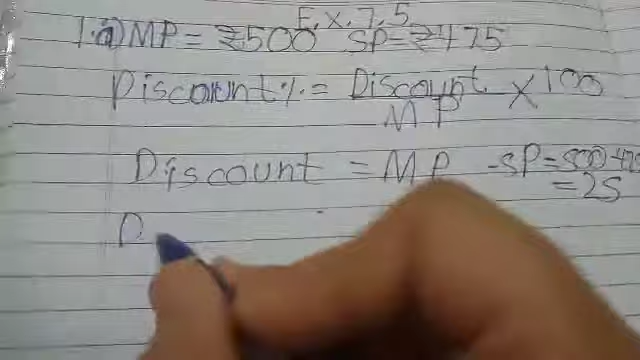 Ex. 7.5
1.a) MP = ₹500 SP = ₹475
Discount % = Discount / MP × 100
Discount = MP - SP = 500-475
= 25
D